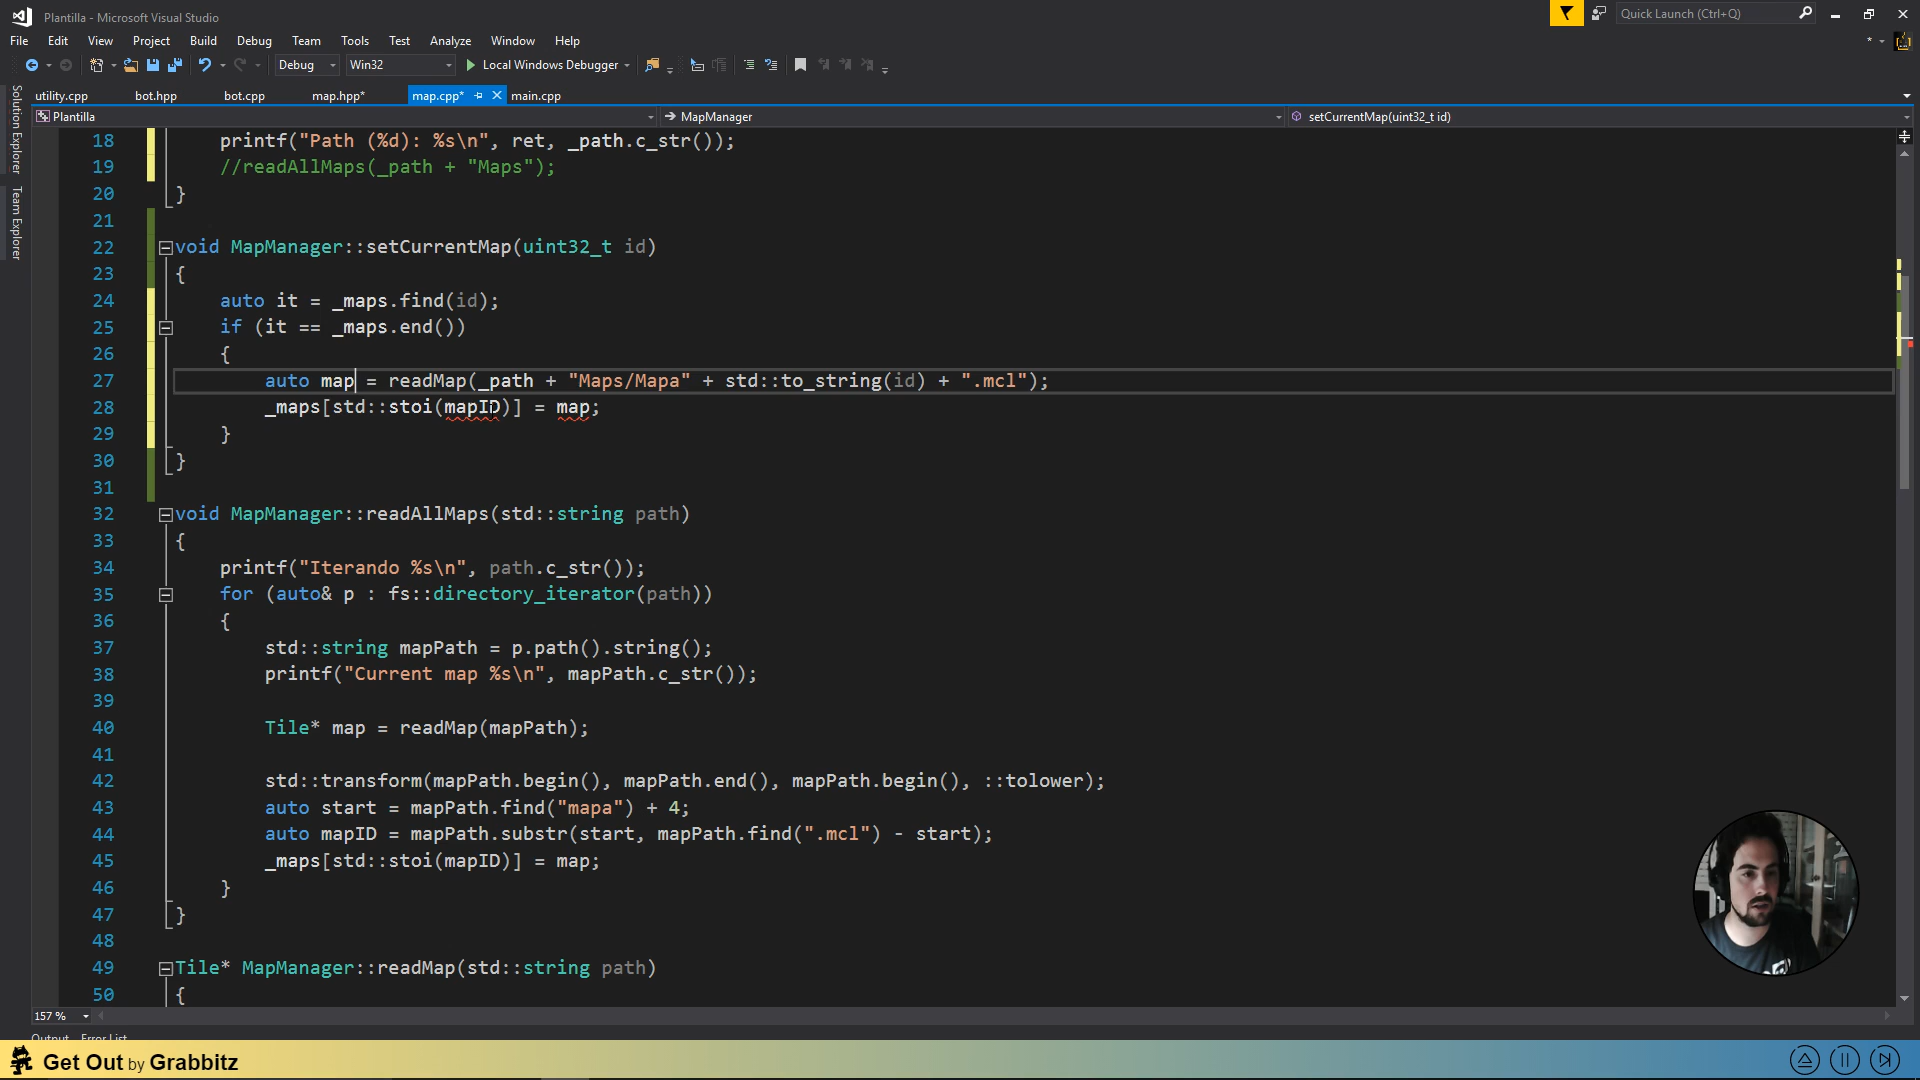 Plantilla - Microsoft Visual Studio
Quick Launch (Ctrl+Q)
File Edit View Project Build Debug Team Tools Test Analyze Window Help
Debug Win32 Local Windows Debugger
utility.cpp bot.hpp bot.cpp map.hpp* map.cpp* main.cpp
Plantilla MapManager setCurrentMap(uint32_t id)
Solution Explorer
Team Explorer
18 printf("Path (%d): %s\n", ret, _path.c_str());
19 //readAllMaps(_path + "Maps");
20 }
21
22 void MapManager::setCurrentMap(uint32_t id)
23 {
24 auto it = _maps.find(id);
25 if (it == _maps.end())
26 {
27 auto map = readMap(_path + "Maps/Mapa" + std::to_string(id) + ".mcl");
28 _maps[std::stoi(mapID)] = map;
29 }
30 }
31
32 void MapManager::readAllMaps(std::string path)
33 {
34 printf("Iterando %s\n", path.c_str());
35 for (auto& p : fs::directory_iterator(path))
36 {
37 std::string mapPath = p.path().string();
38 printf("Current map %s\n", mapPath.c_str());
39
40 Tile* map = readMap(mapPath);
41
42 std::transform(mapPath.begin(), mapPath.end(), mapPath.begin(), ::tolower);
43 auto start = mapPath.find("mapa") + 4;
44 auto mapID = mapPath.substr(start, mapPath.find(".mcl") - start);
45 _maps[std::stoi(mapID)] = map;
46 }
47 }
48
49 Tile* MapManager::readMap(std::string path)
50 {
157 %
Output Error List
Get Out by Grabbitz